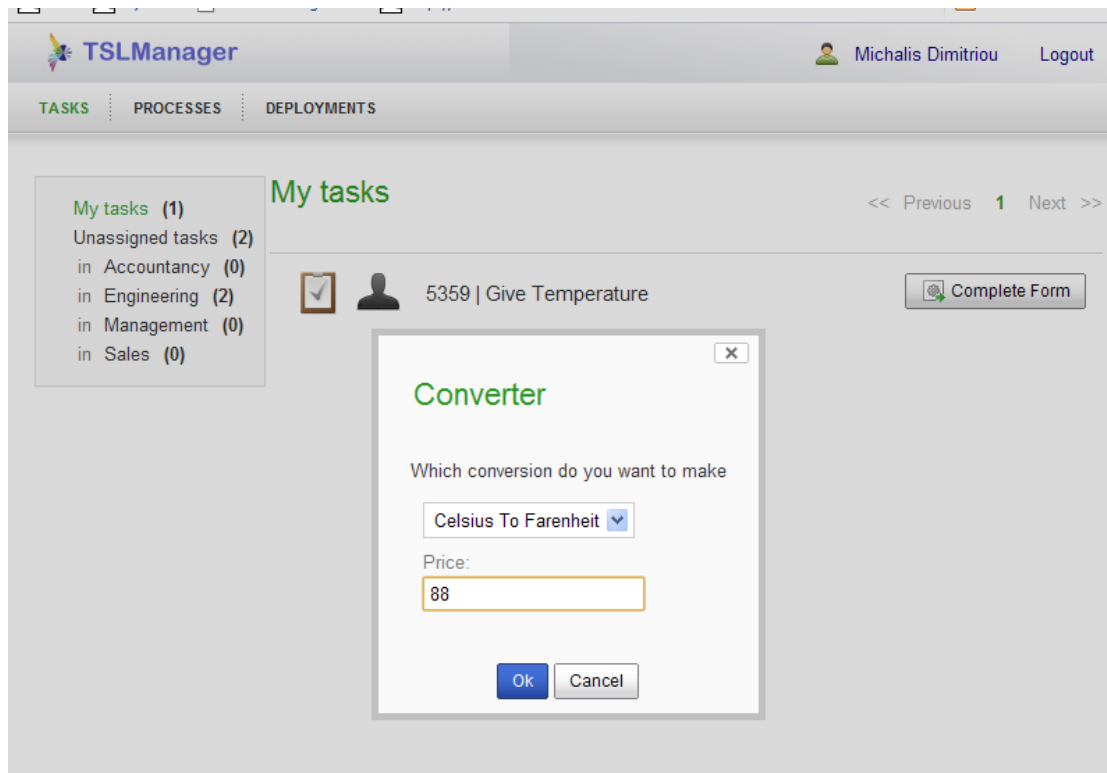 TSLManager
Michalis Dimitriou Logout
TASKS PROCESSES DEPLOYMENTS
My tasks (1)
Unassigned tasks (2)
in Accountancy (0)
in Engineering (2)
in Management (0)
in Sales (0)
My tasks
<< Previous 1 Next >>
5359 | Give Temperature
Complete Form
Converter
Which conversion do you want to make
Celsius To Farenheit
Price:
88
Ok Cancel